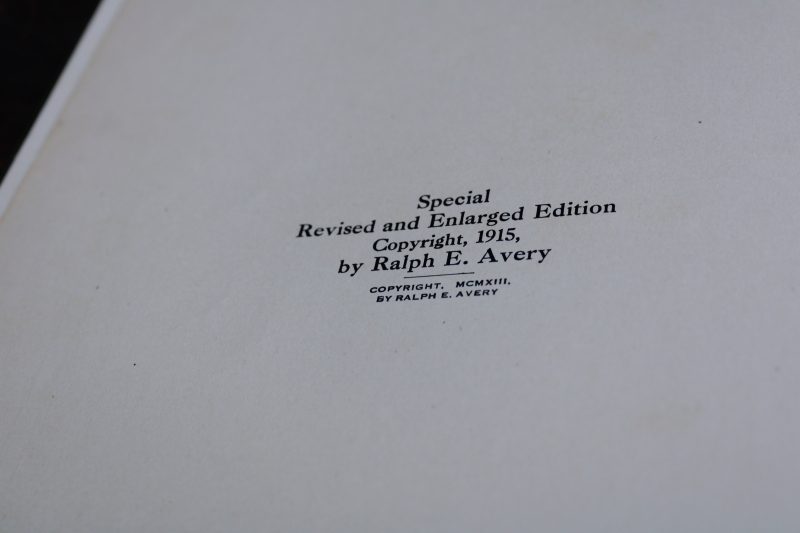 Special
Revised and Enlarged Edition
Copyright, 1915,
by Ralph E. Avery
COPYRIGHT, MCMXIII,
BY RALPH E. AVERY